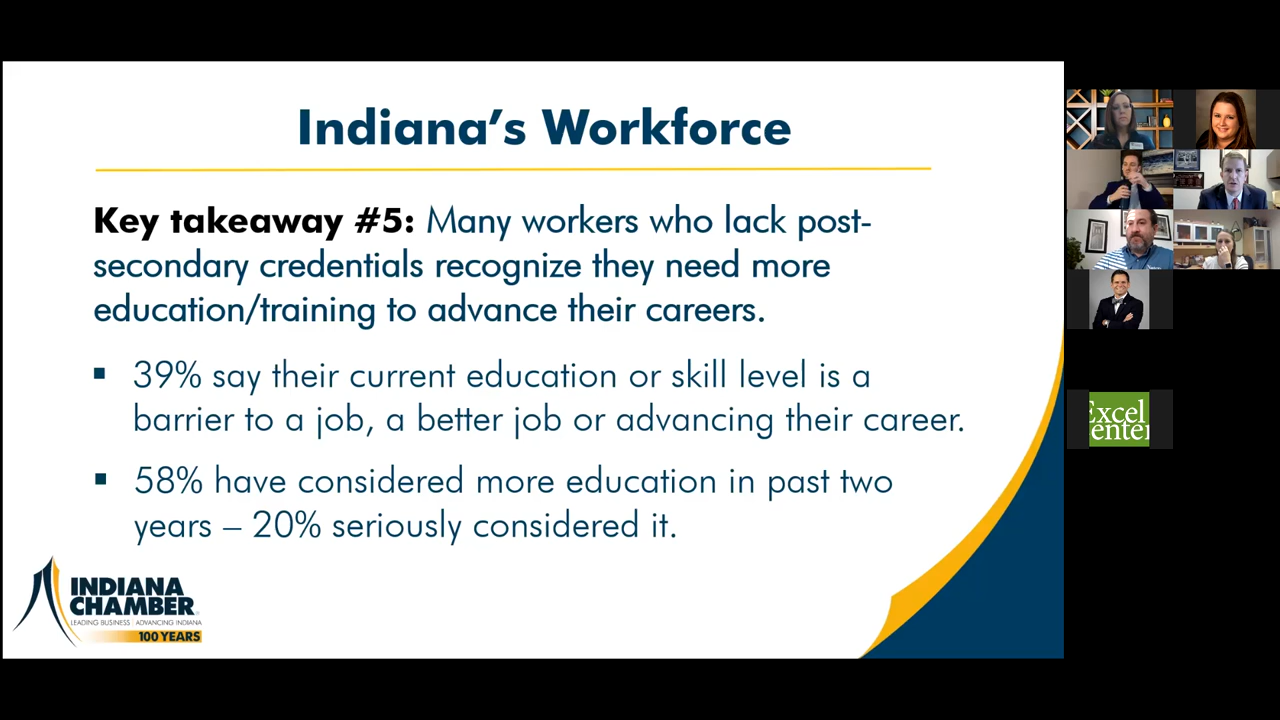 Indiana's Workforce
Key takeaway #5: Many workers who lack post-
secondary credentials recognize they need more
education/training to advance their careers.
▪ 39% say their current education or skill level is a
barrier to a job, a better job or advancing their career.
▪ 58% have considered more education in past two
years – 20% seriously considered it.
INDIANA
CHAMBER
LEADING BUSINESS | ADVANCING INDIANA
100 YEARS
Excel
enter